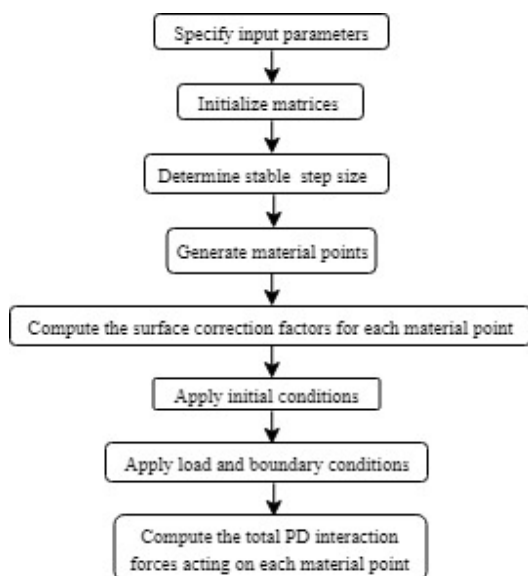 Specify input parameters
Initialize matrices
Determine stable step size
Generate material points
Compute the surface correction factors for each material point
Apply initial conditions
Apply load and boundary conditions
Compute the total PD interaction
forces acting on each material point